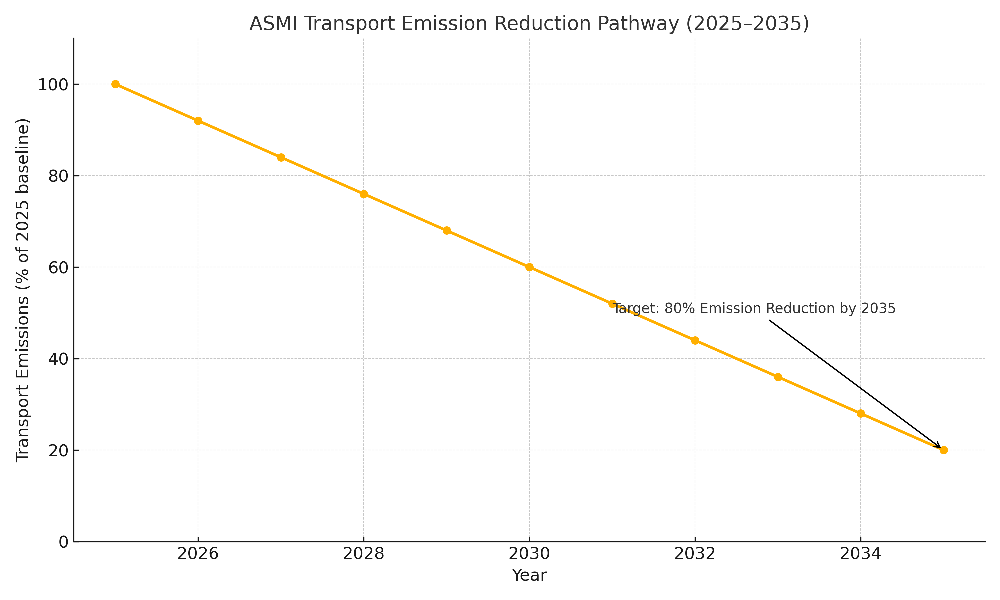 ASMI Transport Emission Reduction Pathway (2025–2035)
Transport Emissions (% of 2025 baseline)
100
80
60
40
20
0
Target: 80% Emission Reduction by 2035
2026
2028
2030
2032
2034
Year